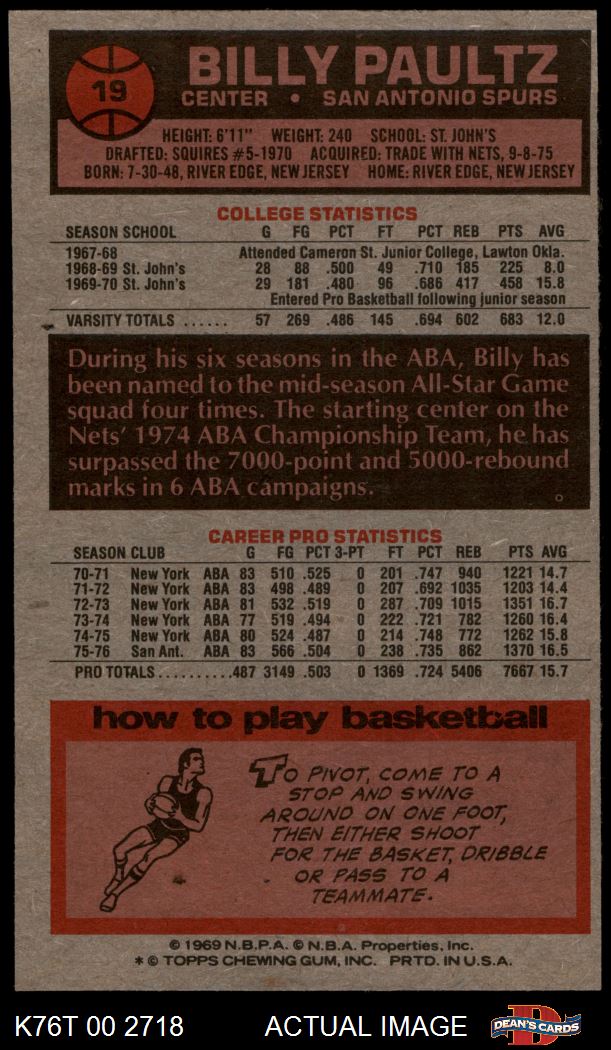 19
BILLY PAULTZ
CENTER • SAN ANTONIO SPURS
HEIGHT: 6'11" WEIGHT: 240 SCHOOL: ST. JOHN'S
DRAFTED: SQUIRES #5-1970 ACQUIRED: TRADE WITH NETS, 9-8-75
BORN: 7-30-48, RIVER EDGE, NEW JERSEY HOME: RIVER EDGE, NEW JERSEY
COLLEGE STATISTICS
SEASON SCHOOL G FG PCT FT PCT REB PTS AVG
1967-68 Attended Cameron St. Junior College, Lawton Okla.
1968-69 St. John's 28 88 .500 49 .710 185 225 8.0
1969-70 St. John's 29 181 .480 96 .686 417 458 15.8
Entered Pro Basketball following junior season
VARSITY TOTALS ...... 57 269 .486 145 .694 602 683 12.0
During his six seasons in the ABA, Billy has
been named to the mid-season All-Star Game
squad four times. The starting center on the
Nets' 1974 ABA Championship Team, he has
surpassed the 7000-point and 5000-rebound
marks in 6 ABA campaigns.
CAREER PRO STATISTICS
SEASON CLUB G FG PCT 3-PT FT PCT REB PTS AVG
70-71 New York ABA 83 510 .525 0 201 .747 940 1221 14.7
71-72 New York ABA 83 498 .489 0 207 .692 1035 1203 14.4
72-73 New York ABA 81 532 .519 0 287 .709 1015 1351 16.7
73-74 New York ABA 77 519 .494 0 222 .721 782 1260 16.4
74-75 New York ABA 80 524 .487 0 214 .748 772 1262 15.8
75-76 San Ant. ABA 83 566 .504 0 238 .735 862 1370 16.5
PRO TOTALS..........487 3149 .503 0 1369 .724 5406 7667 15.7
how to play basketball
TO PIVOT, COME TO A
STOP AND SWING
AROUND ON ONE FOOT,
THEN EITHER SHOOT
FOR THE BASKET, DRIBBLE
OR PASS TO A
TEAMMATE.
© 1969 N.B.P.A. © N.B.A. Properties, Inc.
* © TOPPS CHEWING GUM, INC. PRTD. IN U.S.A.
K76T 00 2718 ACTUAL IMAGE DEAN'S CARDS